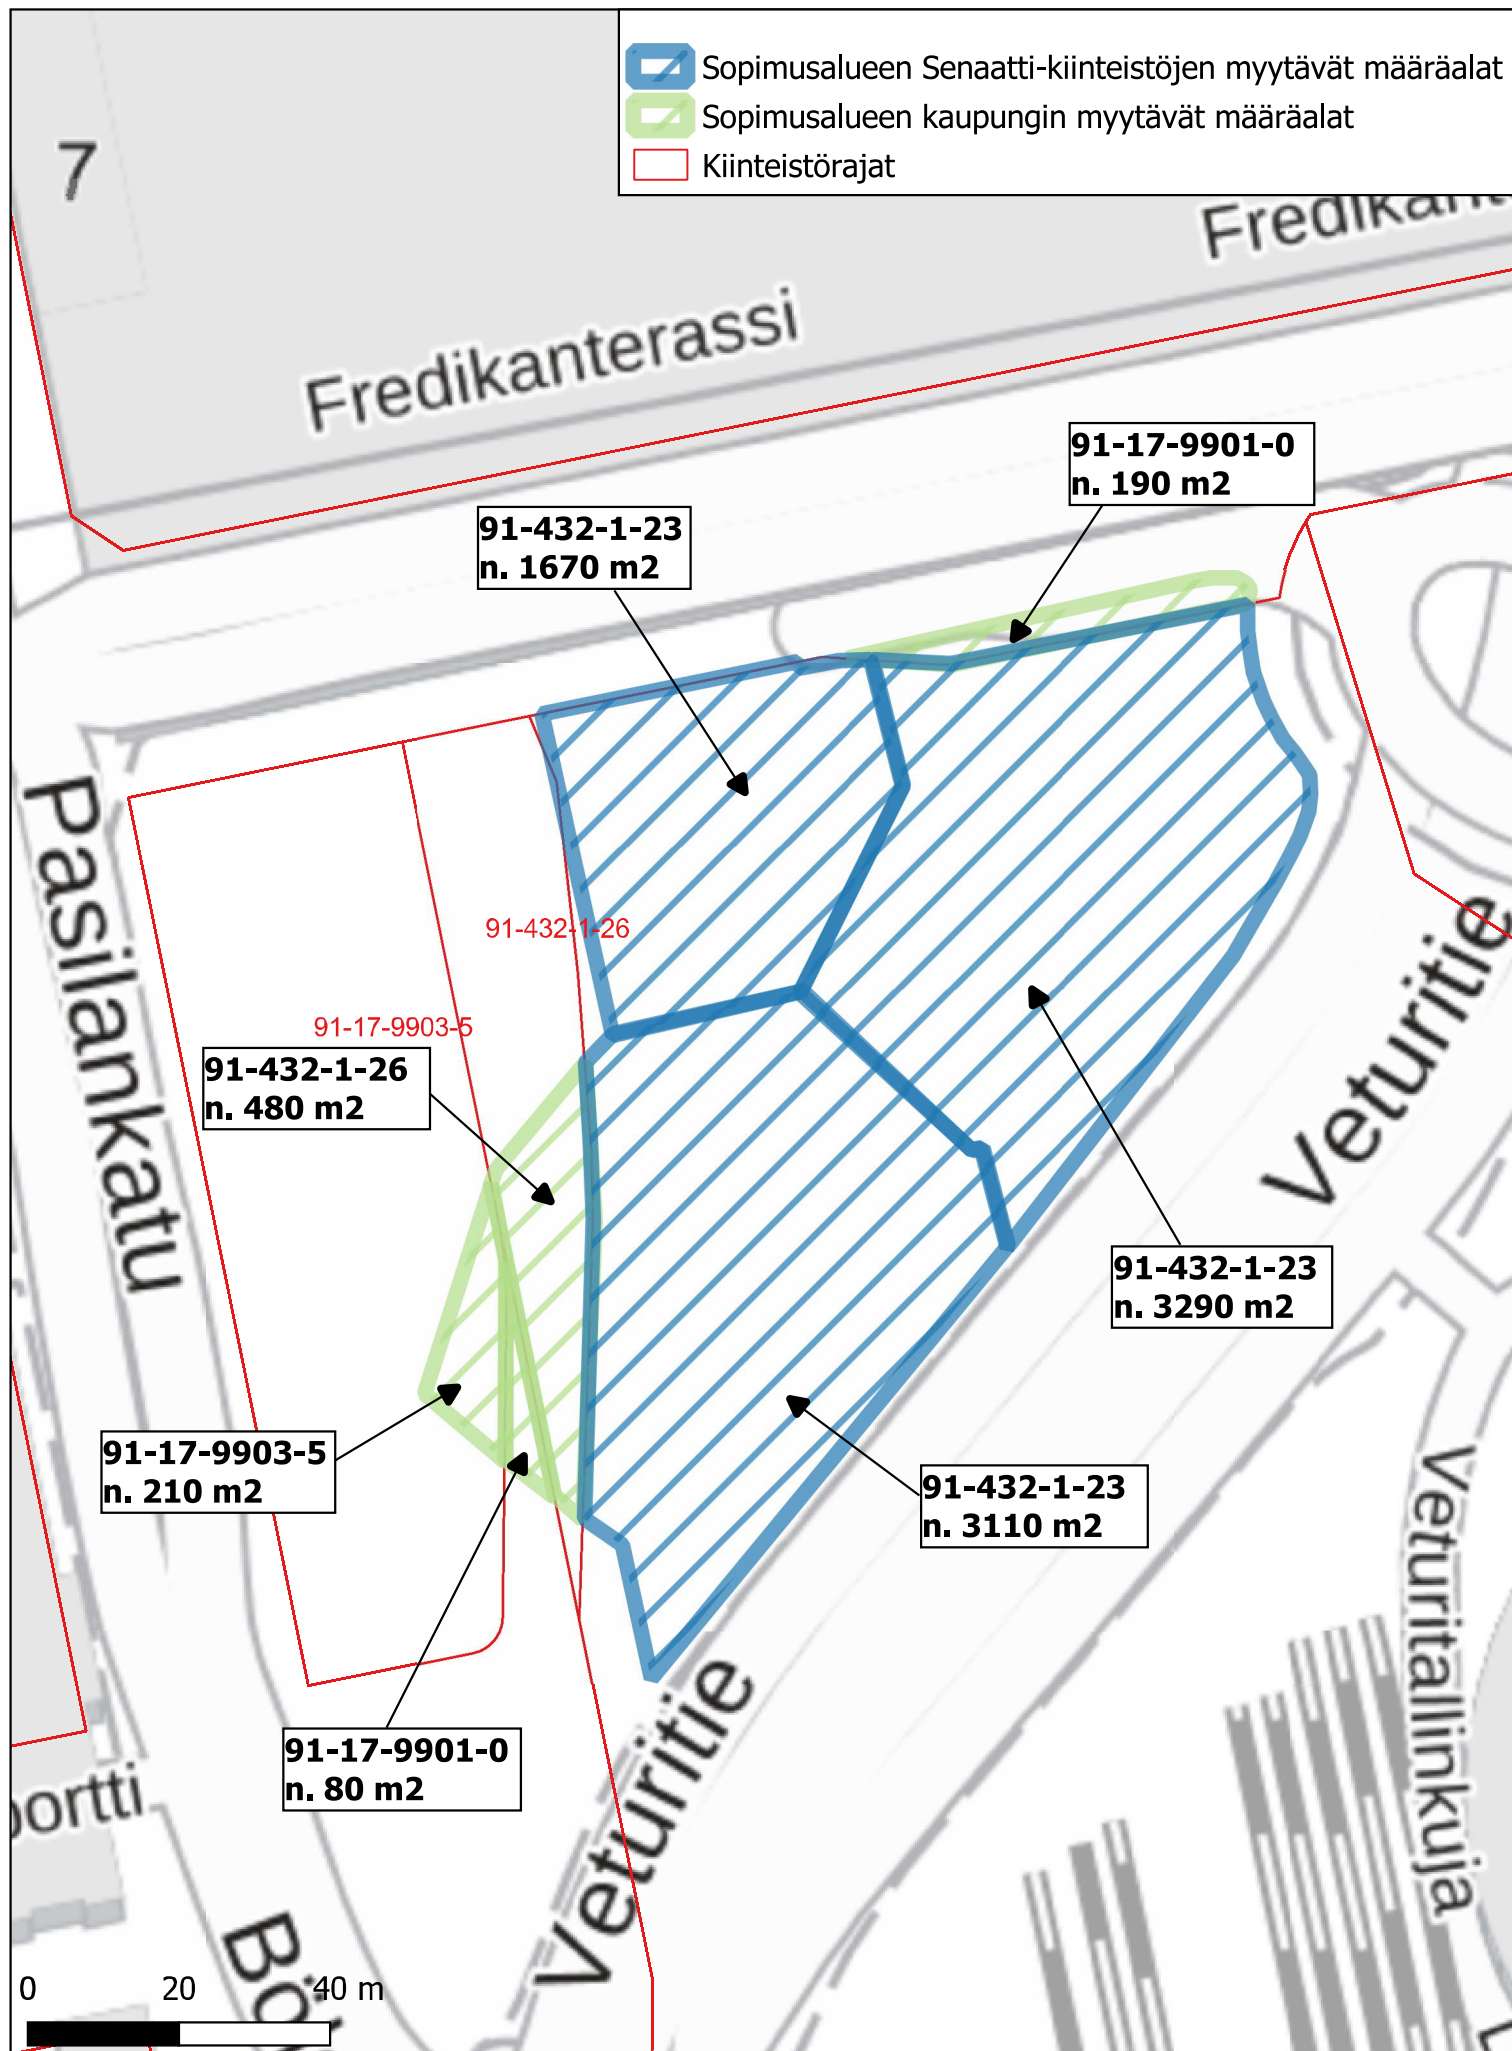 Sopimusalueen Senaatti-kiinteistöjen myytävät määräalat
Sopimusalueen kaupungin myytävät määräalat
Kiinteistörajat
7
Fredikanterassi
91-17-9901-0
n. 190 m2
91-432-1-23
n. 1670 m2
Pasilankatu
91-432-1-26
91-17-9903-5
91-432-1-26
n. 480 m2
Veturitie
91-432-1-23
n. 3290 m2
91-17-9903-5
n. 210 m2
91-432-1-23
n. 3110 m2
Veturitallinkuja
91-17-9901-0
n. 80 m2
Veturitie
0 20 40 m